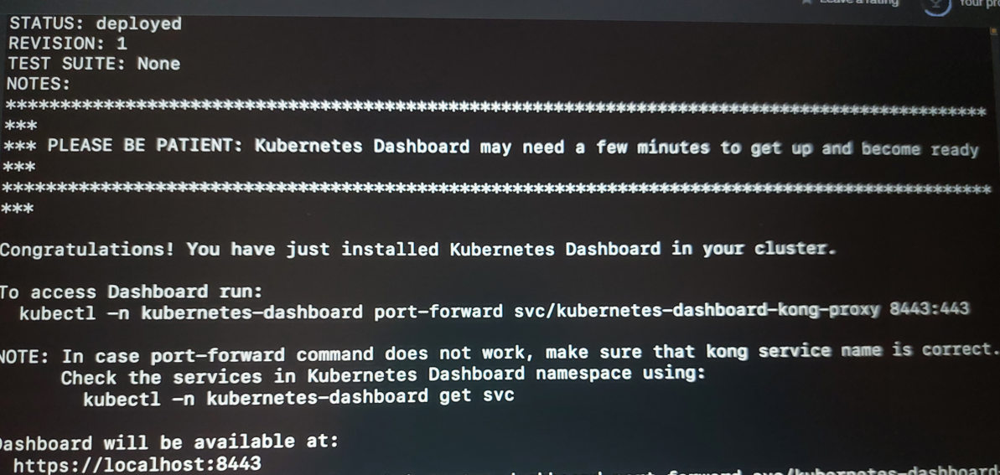 Leave a rating
Your pro
STATUS: deployed
REVISION: 1
TEST SUITE: None
NOTES:
*******************************************************************************************
***
*** PLEASE BE PATIENT: Kubernetes Dashboard may need a few minutes to get up and become ready
***
*******************************************************************************************
***
Congratulations! You have just installed Kubernetes Dashboard in your cluster.
To access Dashboard run:
kubectl -n kubernetes-dashboard port-forward svc/kubernetes-dashboard-kong-proxy 8443:443
NOTE: In case port-forward command does not work, make sure that kong service name is correct.
Check the services in Kubernetes Dashboard namespace using:
kubectl -n kubernetes-dashboard get svc
Dashboard will be available at:
https://localhost:8443
port-forward svc/kubernetes-dashboard